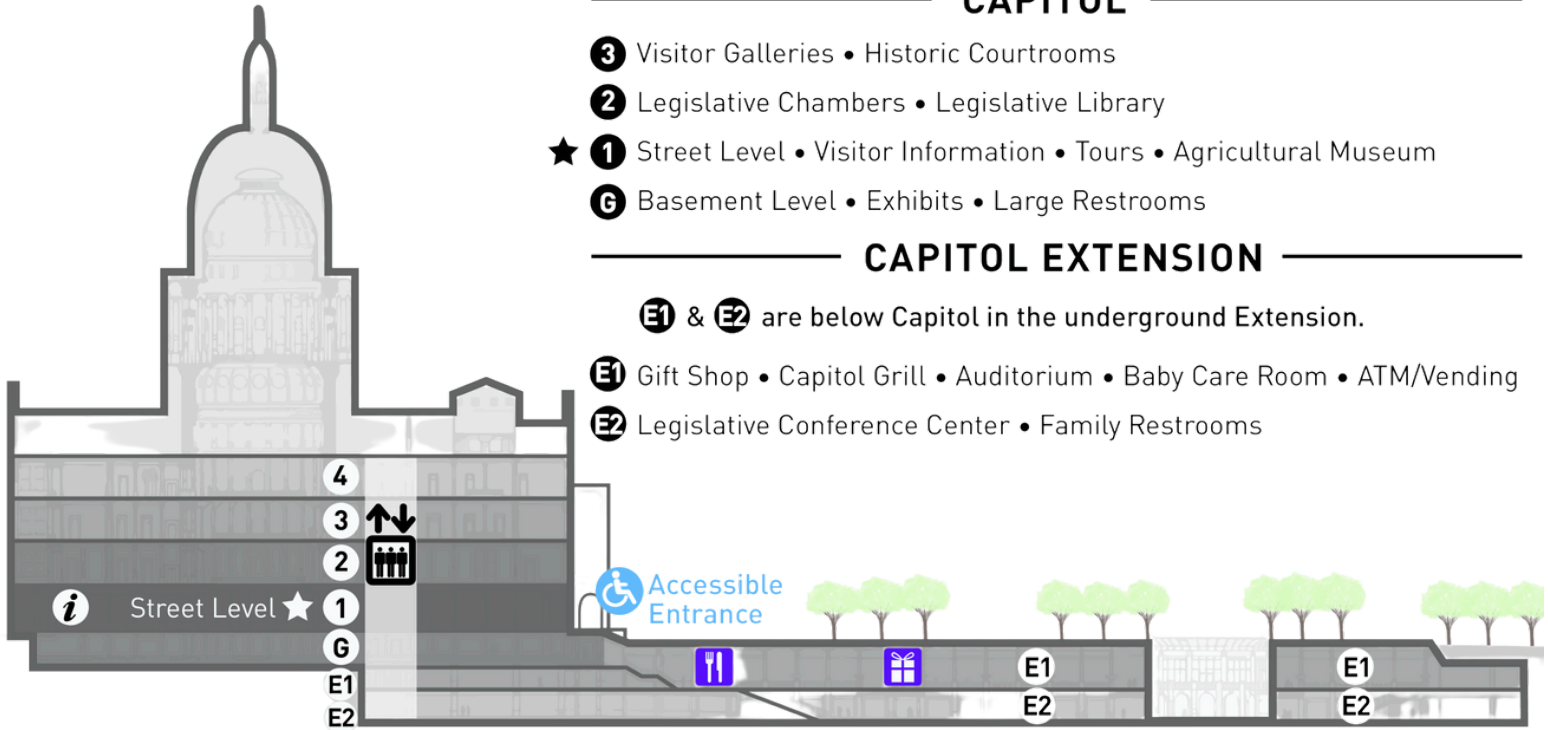 CAPITOL
3 Visitor Galleries • Historic Courtrooms
2 Legislative Chambers • Legislative Library
★ 1 Street Level • Visitor Information • Tours • Agricultural Museum
G Basement Level • Exhibits • Large Restrooms
CAPITOL EXTENSION
E1 & E2 are below Capitol in the underground Extension.
E1 Gift Shop • Capitol Grill • Auditorium • Baby Care Room • ATM/Vending
E2 Legislative Conference Center • Family Restrooms
4
3
2
i Street Level ★ 1
Accessible
Entrance
G
E1
E2
E1
E2
E1
E2